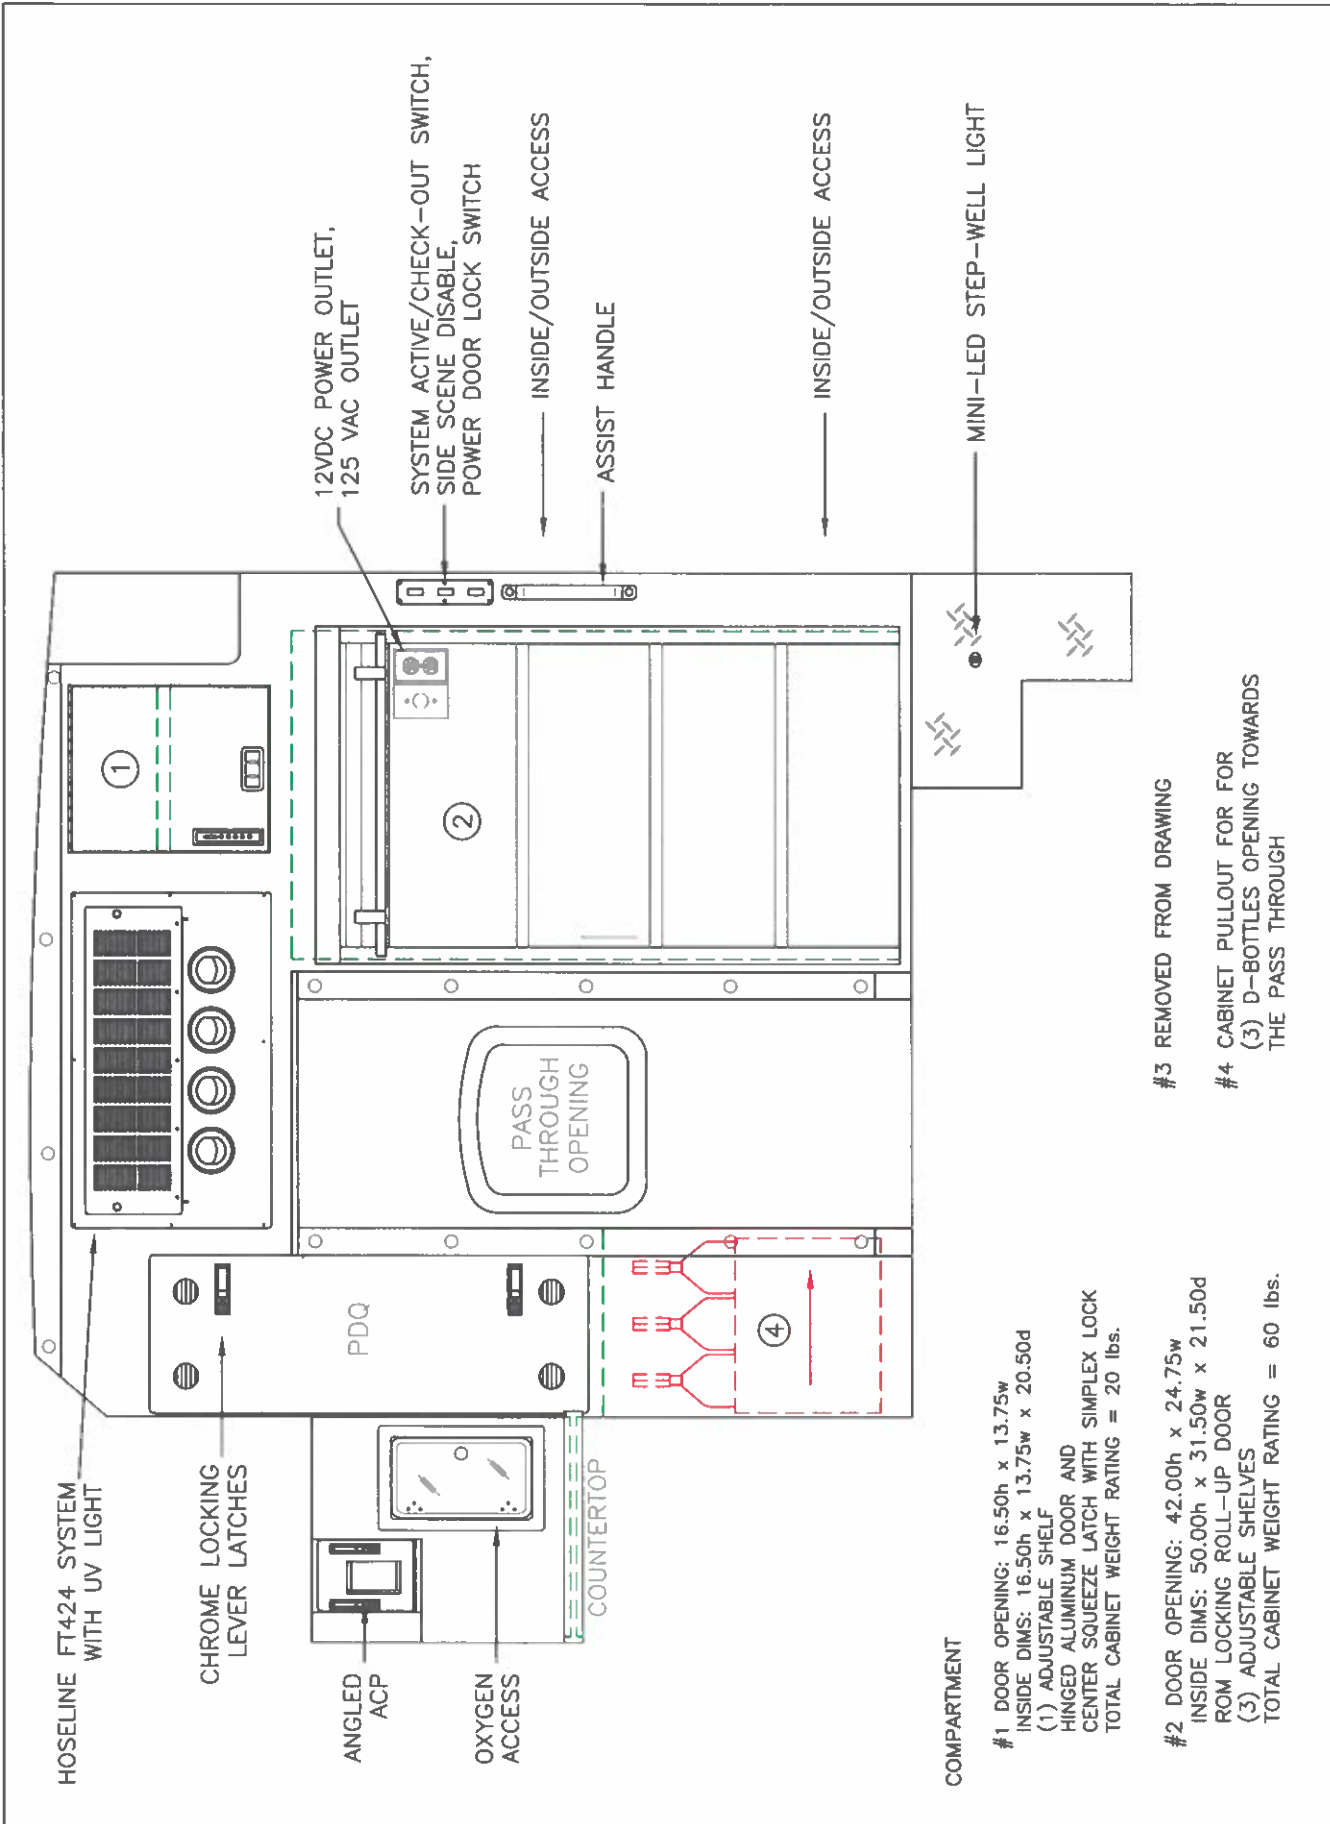 HOSELINE FT424 SYSTEM
WITH UV LIGHT
CHROME LOCKING
LEVER LATCHES
ANGLED
ACP
OXYGEN
ACCESS
COUNTERTOP
PDQ
PASS
THROUGH
OPENING
1
2
4
12VDC POWER OUTLET,
125 VAC OUTLET
SYSTEM ACTIVE/CHECK-OUT SWITCH,
SIDE SCENE DISABLE,
POWER DOOR LOCK SWITCH
INSIDE/OUTSIDE ACCESS
ASSIST HANDLE
INSIDE/OUTSIDE ACCESS
MINI-LED STEP-WELL LIGHT
COMPARTMENT
#1 DOOR OPENING: 16.50h x 13.75w
INSIDE DIMS: 16.50h x 13.75w x 20.50d
(1) ADJUSTABLE SHELF
HINGED ALUMINUM DOOR AND
CENTER SQUEEZE LATCH WITH SIMPLEX LOCK
TOTAL CABINET WEIGHT RATING = 20 lbs.
#2 DOOR OPENING: 42.00h x 24.75w
INSIDE DIMS: 50.00h x 31.50w x 21.50d
ROM LOCKING ROLL-UP DOOR
(3) ADJUSTABLE SHELVES
TOTAL CABINET WEIGHT RATING = 60 lbs.
#3 REMOVED FROM DRAWING
#4 CABINET PULLOUT FOR FOR
(3) D-BOTTLES OPENING TOWARDS
THE PASS THROUGH